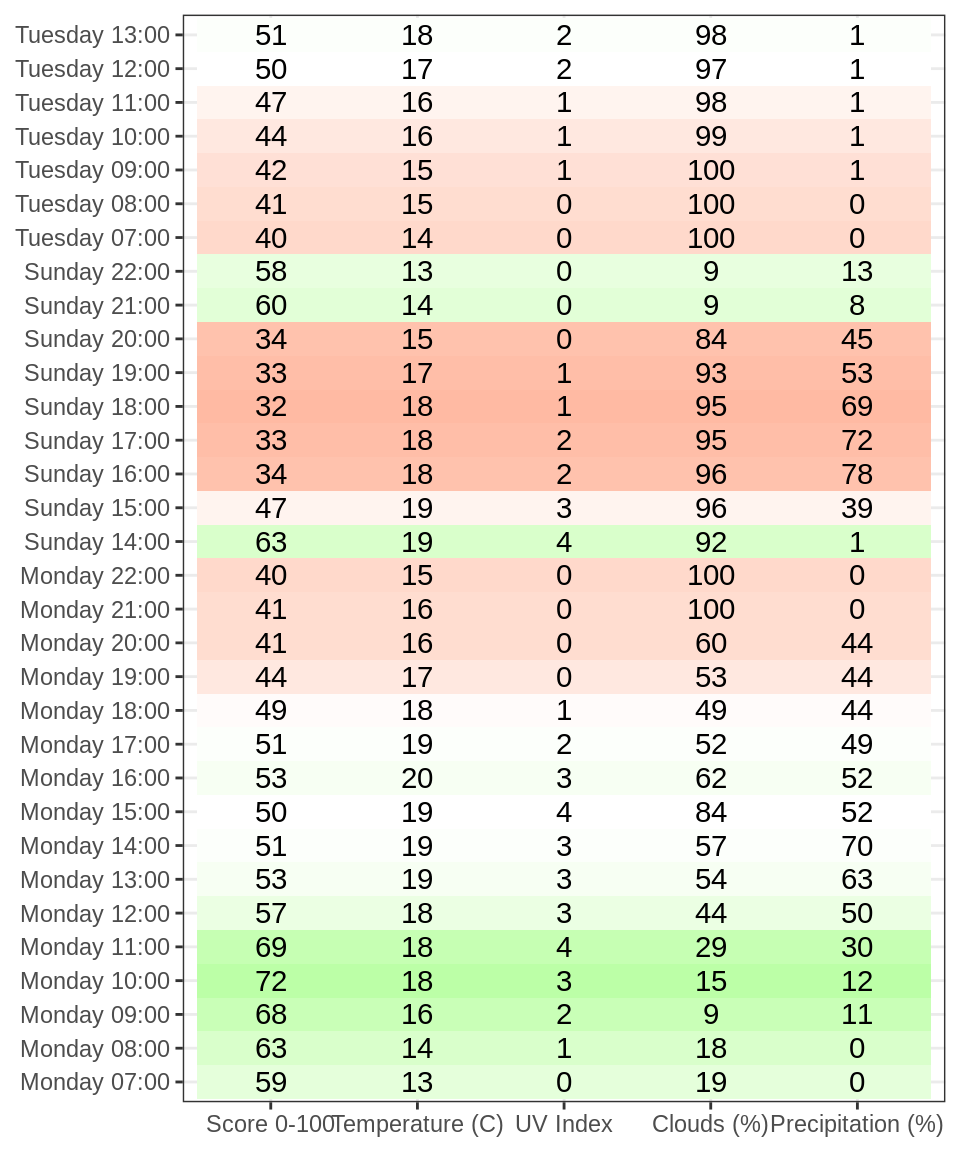 Tuesday 13:00 51 18 2 98 1
Tuesday 12:00 50 17 2 97 1
Tuesday 11:00 47 16 1 98 1
Tuesday 10:00 44 16 1 99 1
Tuesday 09:00 42 15 1 100 1
Tuesday 08:00 41 15 0 100 0
Tuesday 07:00 40 14 0 100 0
Sunday 22:00 58 13 0 9 13
Sunday 21:00 60 14 0 9 8
Sunday 20:00 34 15 0 84 45
Sunday 19:00 33 17 1 93 53
Sunday 18:00 32 18 1 95 69
Sunday 17:00 33 18 2 95 72
Sunday 16:00 34 18 2 96 78
Sunday 15:00 47 19 3 96 39
Sunday 14:00 63 19 4 92 1
Monday 22:00 40 15 0 100 0
Monday 21:00 41 16 0 100 0
Monday 20:00 41 16 0 60 44
Monday 19:00 44 17 0 53 44
Monday 18:00 49 18 1 49 44
Monday 17:00 51 19 2 52 49
Monday 16:00 53 20 3 62 52
Monday 15:00 50 19 4 84 52
Monday 14:00 51 19 3 57 70
Monday 13:00 53 19 3 54 63
Monday 12:00 57 18 3 44 50
Monday 11:00 69 18 4 29 30
Monday 10:00 72 18 3 15 12
Monday 09:00 68 16 2 9 11
Monday 08:00 63 14 1 18 0
Monday 07:00 59 13 0 19 0
Score 0-100 Temperature (C) UV Index Clouds (%) Precipitation (%)